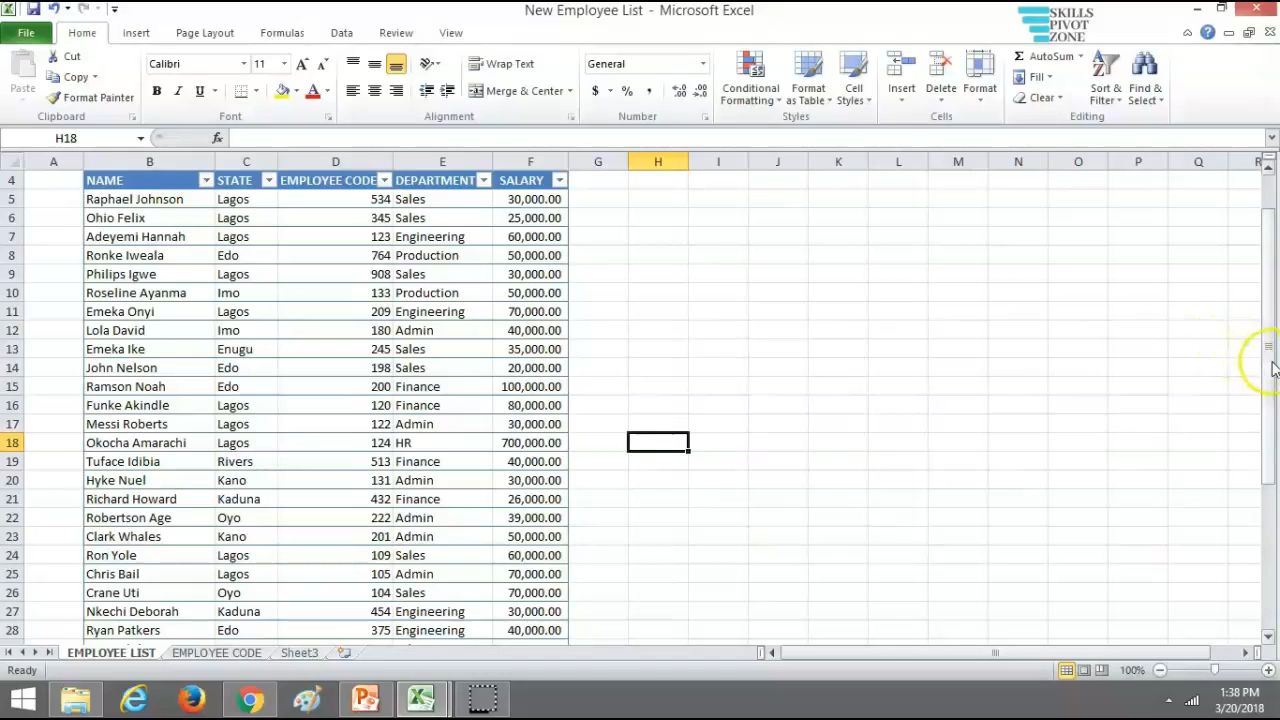 New Employee List - Microsoft Excel
SKILLS
PIVOT
ZONE
File Home Insert Page Layout Formulas Data Review View
Cut
Copy
Format Painter
Paste
Clipboard
Calibri 11
B I U
Font
Wrap Text
Merge & Center
Alignment
General
$ % ,
Number
Conditional Formatting
Format as Table
Cell Styles
Styles
Insert Delete Format
Cells
Σ AutoSum
Fill
Clear
Sort & Filter
Find & Select
Editing
H18 fx
A B C D E F G H I J K L M N O P Q R
4 NAME STATE EMPLOYEE CODE DEPARTMENT SALARY
5 Raphael Johnson Lagos 534 Sales 30,000.00
6 Ohio Felix Lagos 345 Sales 25,000.00
7 Adeyemi Hannah Lagos 123 Engineering 60,000.00
8 Ronke Iweala Edo 764 Production 50,000.00
9 Philips Igwe Lagos 908 Sales 30,000.00
10 Roseline Ayanma Imo 133 Production 50,000.00
11 Emeka Onyi Lagos 209 Engineering 70,000.00
12 Lola David Imo 180 Admin 40,000.00
13 Emeka Ike Enugu 245 Sales 35,000.00
14 John Nelson Edo 198 Sales 20,000.00
15 Ramson Noah Edo 200 Finance 100,000.00
16 Funke Akindle Lagos 120 Finance 80,000.00
17 Messi Roberts Lagos 122 Admin 30,000.00
18 Okocha Amarachi Lagos 124 HR 700,000.00
19 Tuface Idibia Rivers 513 Finance 40,000.00
20 Hyke Nuel Kano 131 Admin 30,000.00
21 Richard Howard Kaduna 432 Finance 26,000.00
22 Robertson Age Oyo 222 Admin 39,000.00
23 Clark Whales Kano 201 Admin 50,000.00
24 Ron Yole Lagos 109 Sales 60,000.00
25 Chris Bail Lagos 105 Admin 70,000.00
26 Crane Uti Oyo 104 Sales 70,000.00
27 Nkechi Deborah Kaduna 454 Engineering 30,000.00
28 Ryan Patkers Edo 375 Engineering 40,000.00
EMPLOYEE LIST EMPLOYEE CODE Sheet3
Ready 100%
1:38 PM
3/20/2018